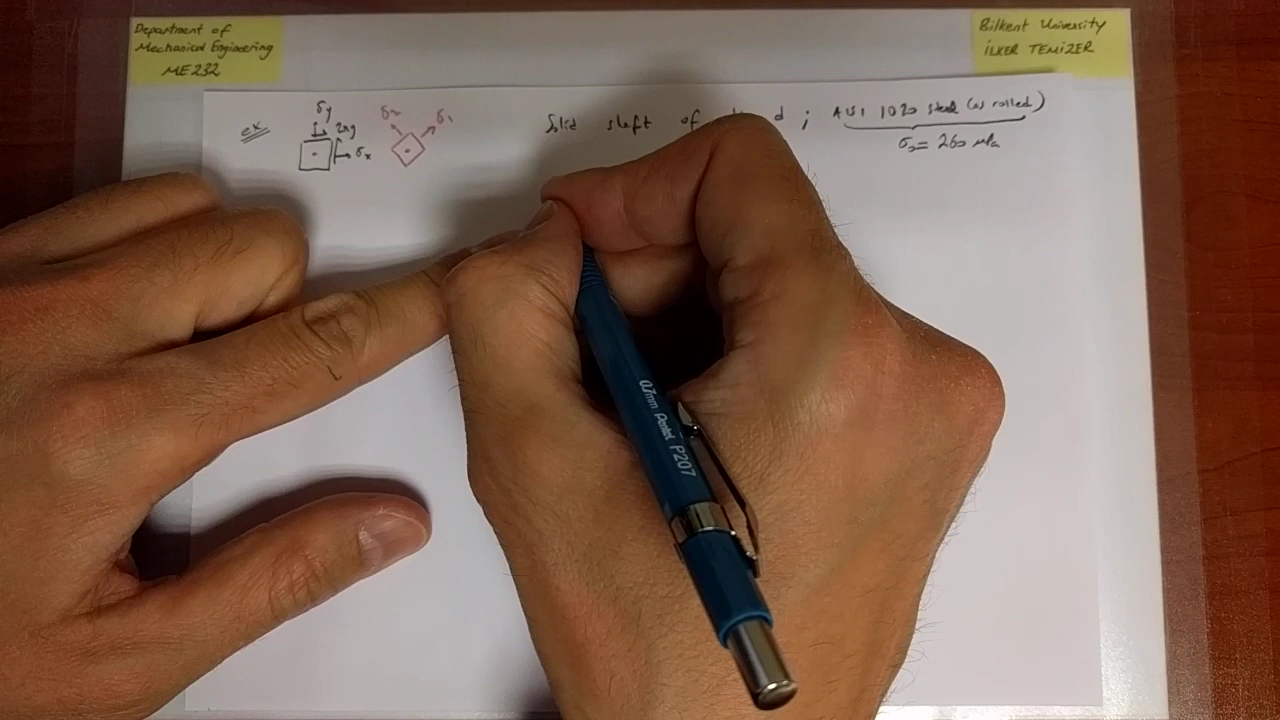 Department of
Mechanical Engineering
ME232
Bilkent University
İLKER TEMİZER
ex
σy
τxy
σx
σ2
σ1
Solid shaft of d ; AISI 1020 steel (as rolled)
σo = 260 MPa
0.7mm Pentel P207